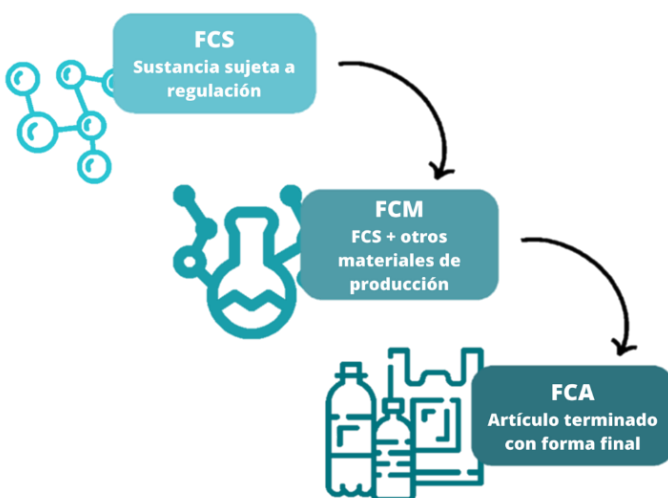 FCS
Sustancia sujeta a
regulación
FCM
FCS + otros
materiales de
producción
FCA
Artículo terminado
con forma final